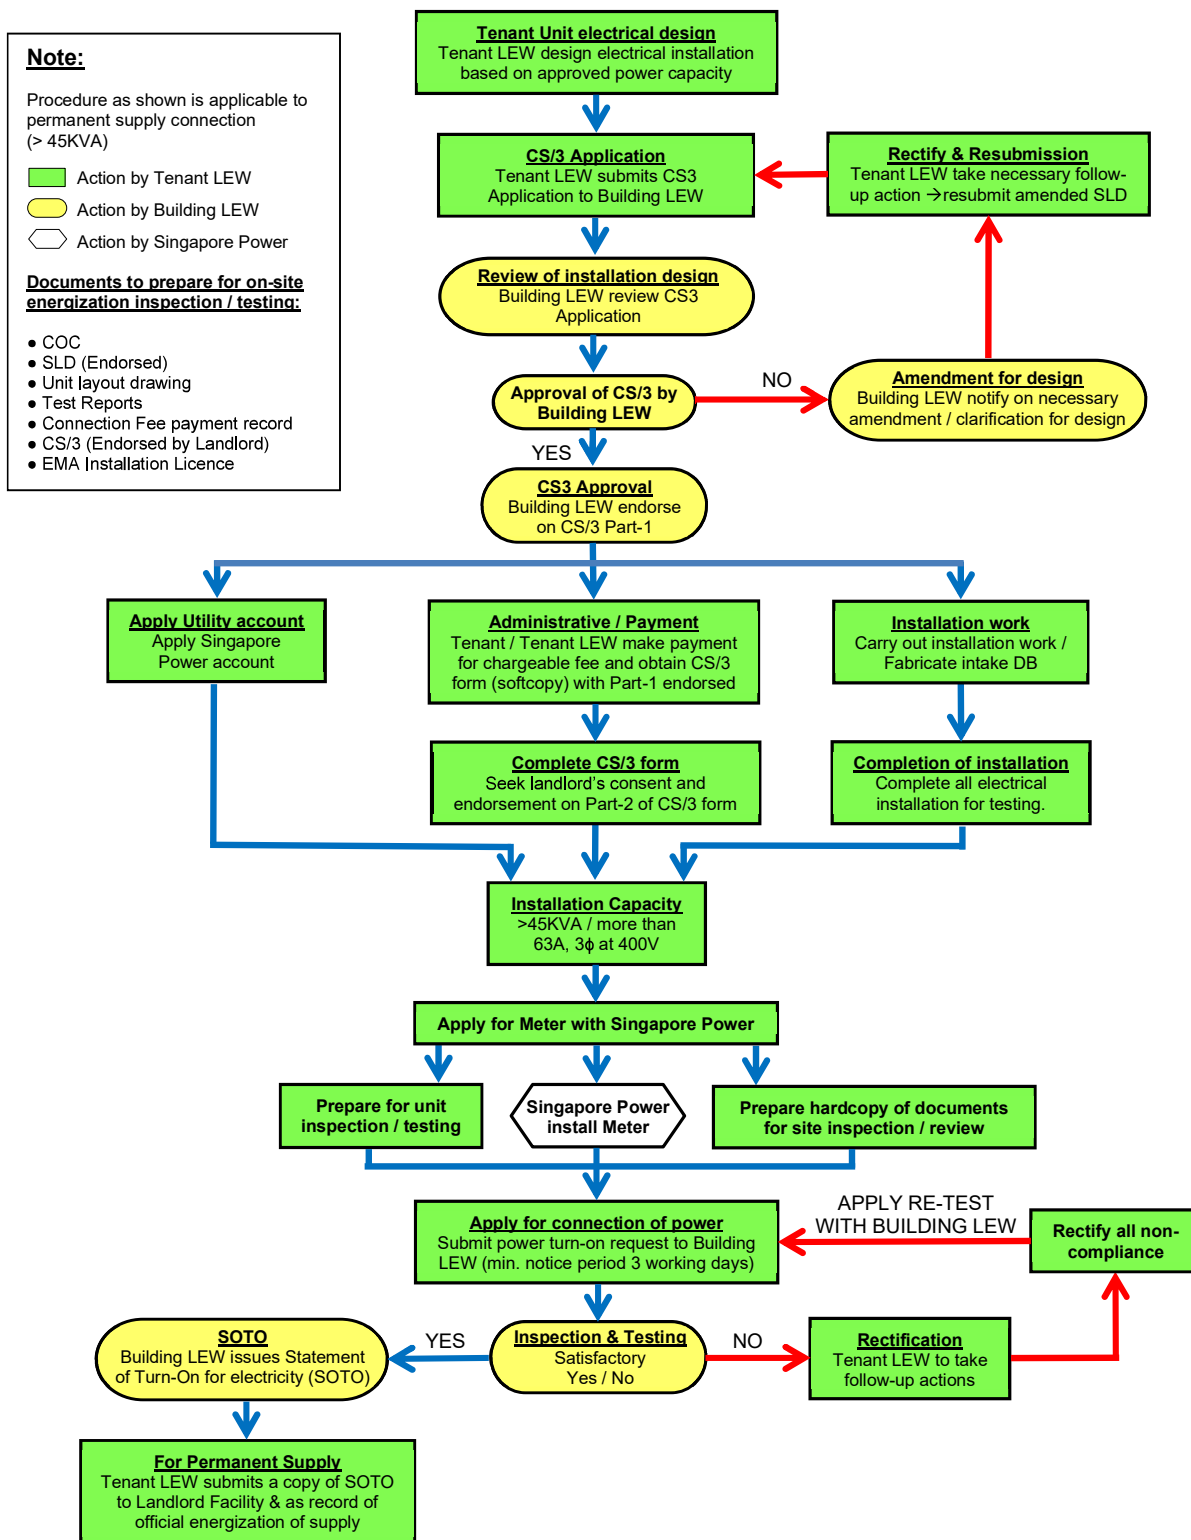 Note:
Procedure as shown is applicable to
permanent supply connection
(> 45KVA)
Action by Tenant LEW
Action by Building LEW
Action by Singapore Power
Documents to prepare for on-site
energization inspection / testing:
● COC
● SLD (Endorsed)
● Unit layout drawing
● Test Reports
● Connection Fee payment record
● CS/3 (Endorsed by Landlord)
● EMA Installation Licence
Tenant Unit electrical design
Tenant LEW design electrical installation
based on approved power capacity
CS/3 Application
Tenant LEW submits CS3
Application to Building LEW
Rectify & Resubmission
Tenant LEW take necessary follow-
up action →resubmit amended SLD
Review of installation design
Building LEW review CS3
Application
Approval of CS/3 by
Building LEW
NO
Amendment for design
Building LEW notify on necessary
amendment / clarification for design
YES
CS3 Approval
Building LEW endorse
on CS/3 Part-1
Apply Utility account
Apply Singapore
Power account
Administrative / Payment
Tenant / Tenant LEW make payment
for chargeable fee and obtain CS/3
form (softcopy) with Part-1 endorsed
Installation work
Carry out installation work /
Fabricate intake DB
Complete CS/3 form
Seek landlord's consent and
endorsement on Part-2 of CS/3 form
Completion of installation
Complete all electrical
installation for testing.
Installation Capacity
>45KVA / more than
63A, 3ϕ at 400V
Apply for Meter with Singapore Power
Prepare for unit
inspection / testing
Singapore Power
install Meter
Prepare hardcopy of documents
for site inspection / review
Apply for connection of power
Submit power turn-on request to Building
LEW (min. notice period 3 working days)
APPLY RE-TEST
WITH BUILDING LEW
Rectify all non-
compliance
SOTO
Building LEW issues Statement
of Turn-On for electricity (SOTO)
YES
Inspection & Testing
Satisfactory
Yes / No
NO
Rectification
Tenant LEW to take
follow-up actions
For Permanent Supply
Tenant LEW submits a copy of SOTO
to Landlord Facility & as record of
official energization of supply